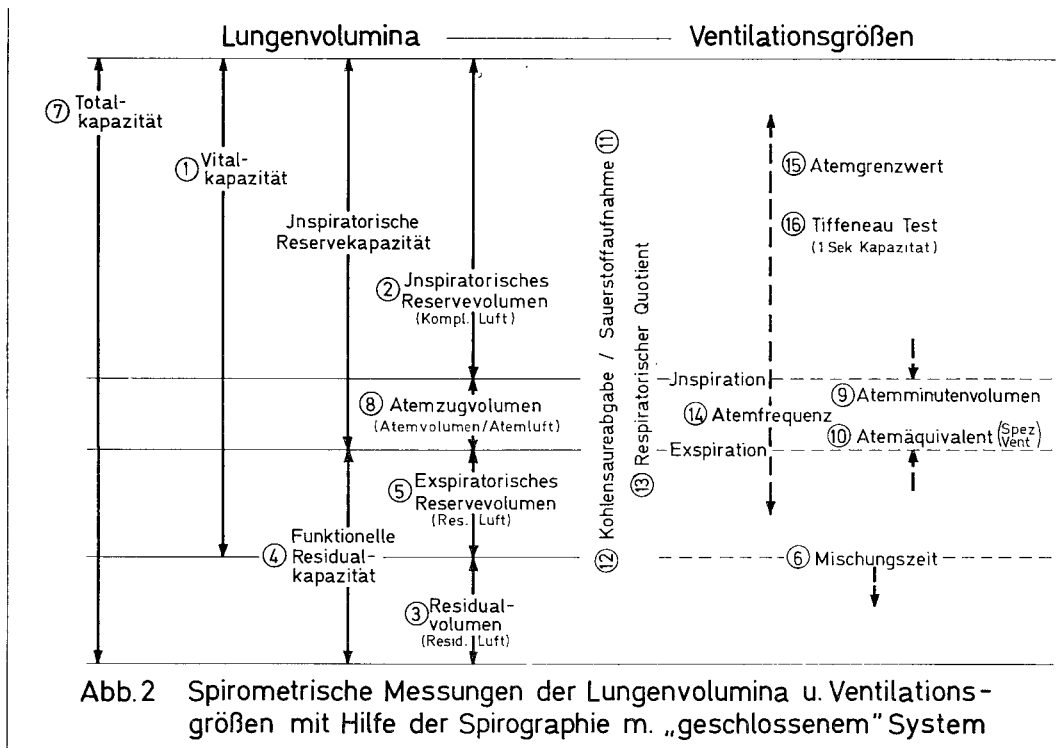 Lungenvolumina
Ventilationsgrößen
⑦ Total-
kapazität
① Vital-
kapazität
Jnspiratorische
Reservekapazität
② Jnspiratorisches
Reservevolumen
(Kompl. Luft)
⑧ Atemzugvolumen
(Atemvolumen/Atemluft)
⑤ Exspiratorisches
Reservevolumen
(Res. Luft)
④ Funktionelle
Residual-
kapazität
③ Residual-
volumen
(Resid. Luft)
⑫ Kohlensaureabgabe / Sauerstoffaufnahme ⑪
⑬ Respiratorischer Quotient
⑮ Atemgrenzwert
⑯ Tiffeneau Test
(1 Sek Kapazitat)
Jnspiration
⑭ Atemfrequenz
Exspiration
⑨ Atemminutenvolumen
⑩ Atemäquivalent (Spez
Vent)
⑥ Mischungszeit
Abb. 2 Spirometrische Messungen der Lungenvolumina u. Ventilations-
größen mit Hilfe der Spirographie m. „geschlossenem" System